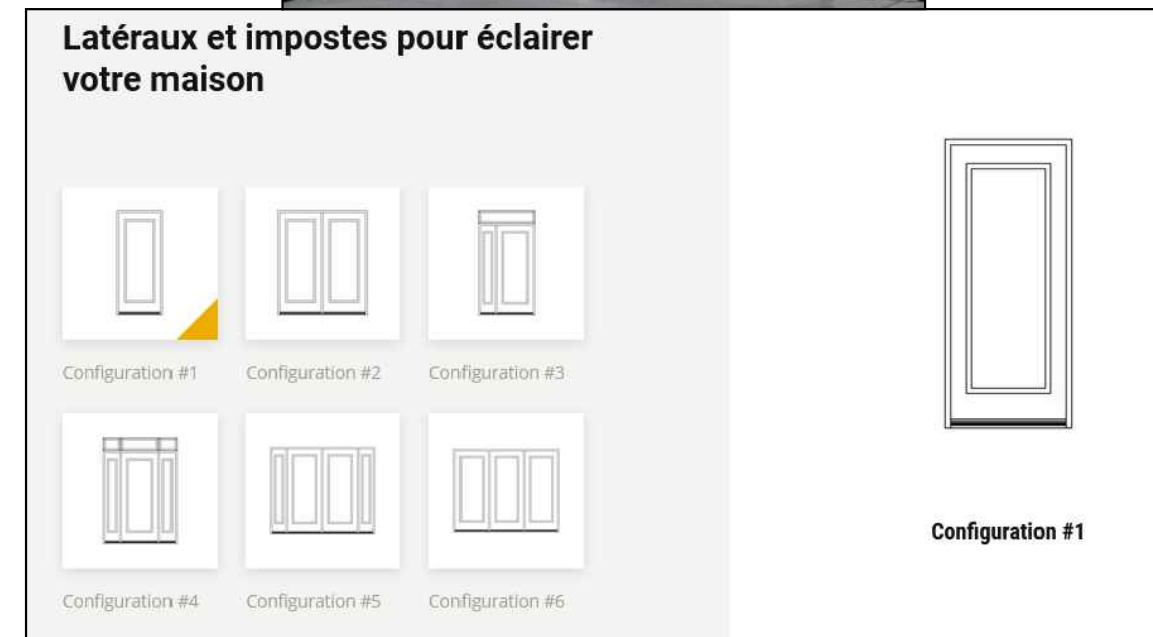 Latéraux et impostes pour éclairer
votre maison
Configuration #1
Configuration #2
Configuration #3
Configuration #4
Configuration #5
Configuration #6
Configuration #1